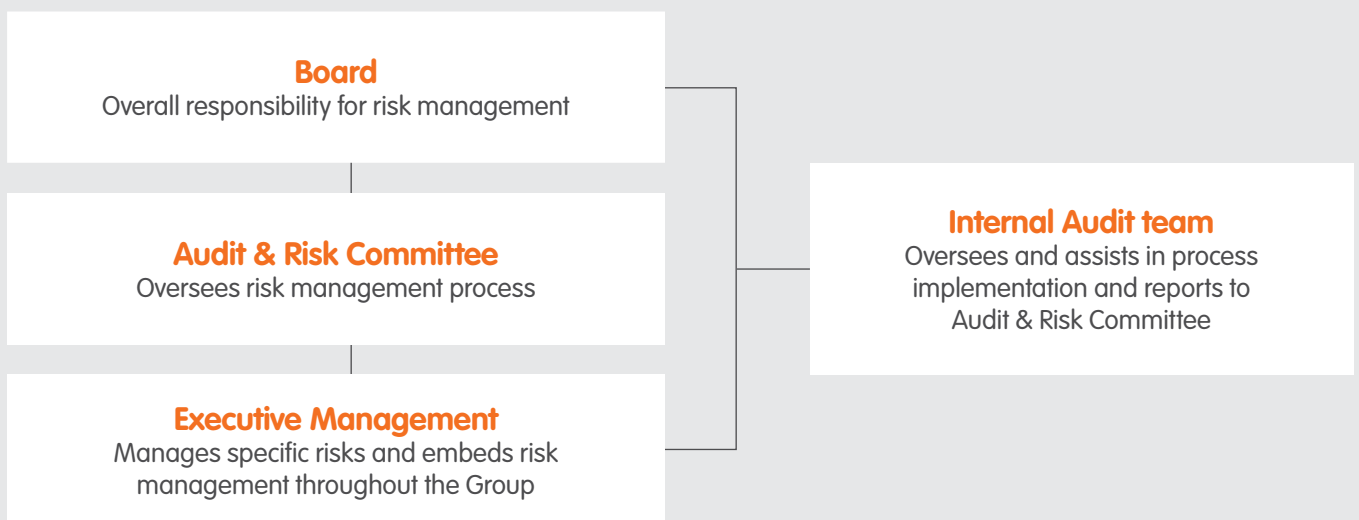 Board
Overall responsibility for risk management
Audit & Risk Committee
Oversees risk management process
Executive Management
Manages specific risks and embeds risk
management throughout the Group
Internal Audit team
Oversees and assists in process
implementation and reports to
Audit & Risk Committee